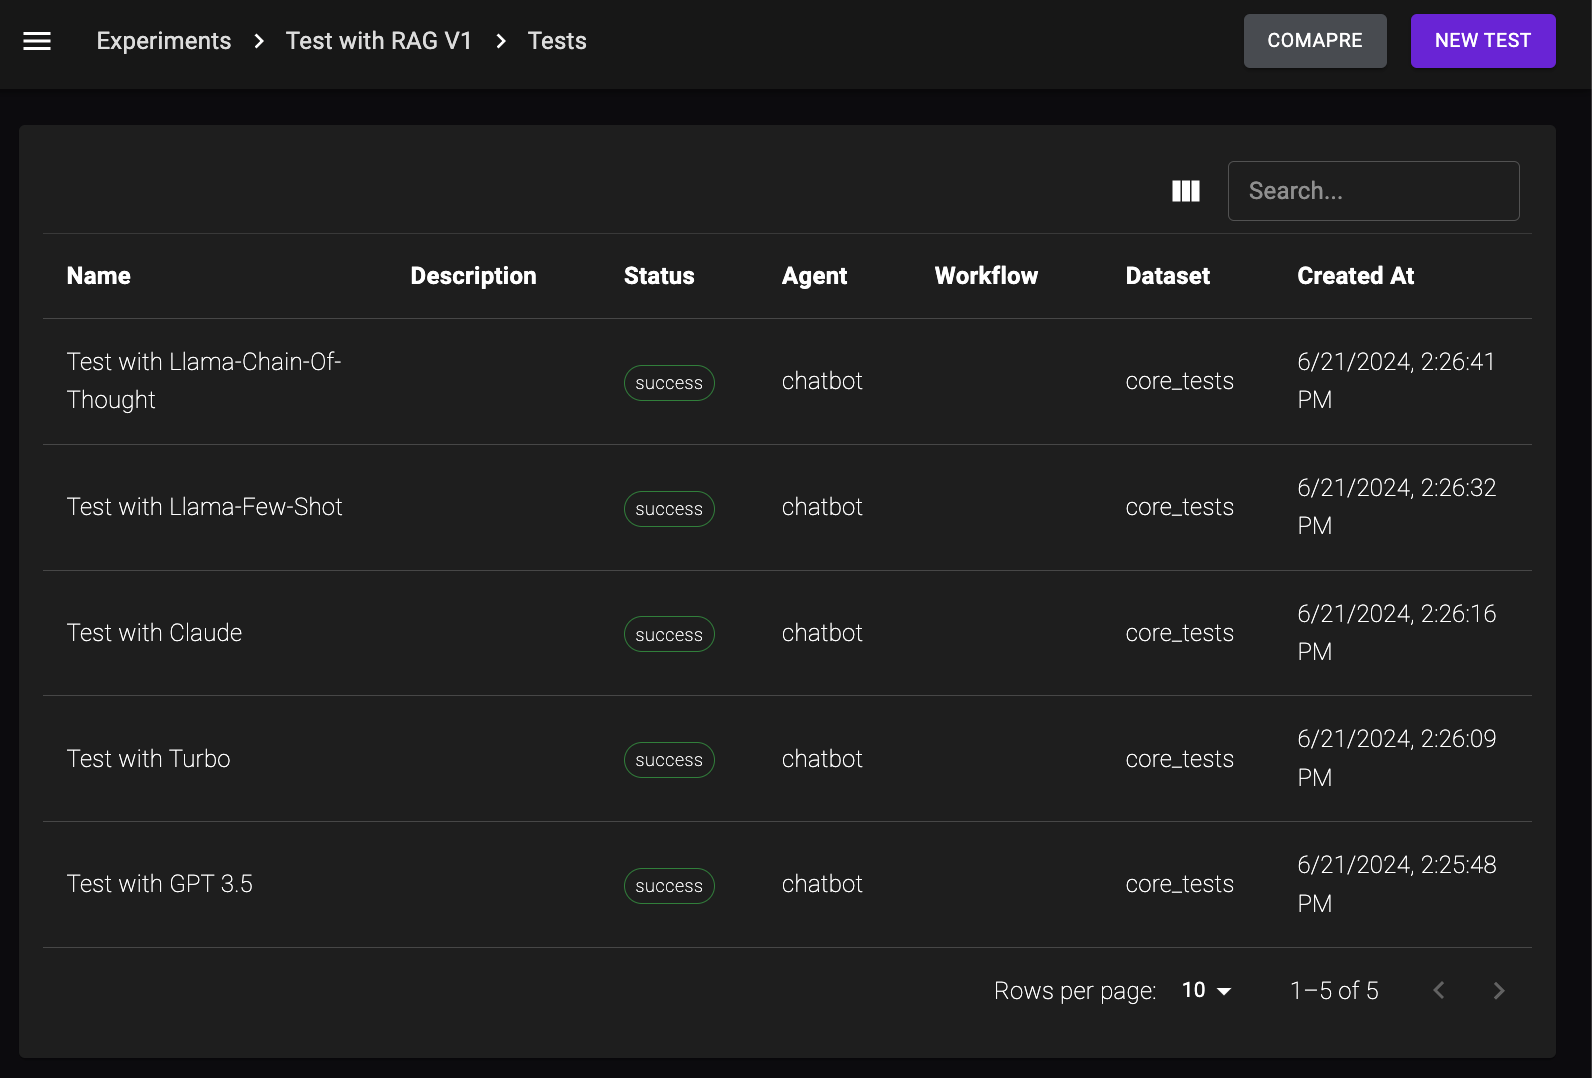 Experiments > Test with RAG V1 > Tests
COMAPRE
NEW TEST
Search...
Name Description Status Agent Workflow Dataset Created At
Test with Llama-Chain-Of-
Thought
success chatbot core_tests
6/21/2024, 2:26:41
PM
Test with Llama-Few-Shot success chatbot core_tests
6/21/2024, 2:26:32
PM
Test with Claude success chatbot core_tests
6/21/2024, 2:26:16
PM
Test with Turbo success chatbot core_tests
6/21/2024, 2:26:09
PM
Test with GPT 3.5 success chatbot core_tests
6/21/2024, 2:25:48
PM
Rows per page: 10 1–5 of 5